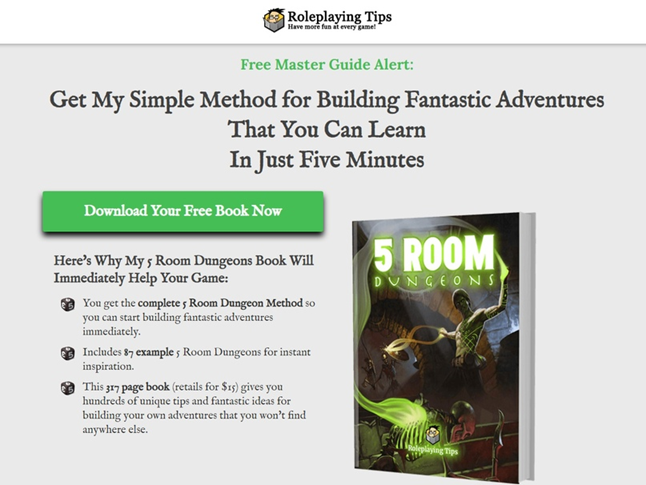 Roleplaying Tips
Have more fun at every game!
Free Master Guide Alert:
Get My Simple Method for Building Fantastic Adventures
That You Can Learn
In Just Five Minutes
Download Your Free Book Now
Here's Why My 5 Room Dungeons Book Will
Immediately Help Your Game:
You get the complete 5 Room Dungeon Method so
you can start building fantastic adventures
immediately.
Includes 87 example 5 Room Dungeons for instant
inspiration.
This 317 page book (retails for $15) gives you
hundreds of unique tips and fantastic ideas for
building your own adventures that you won't find
anywhere else.
5 ROOM
DUNGEONS
Roleplaying Tips